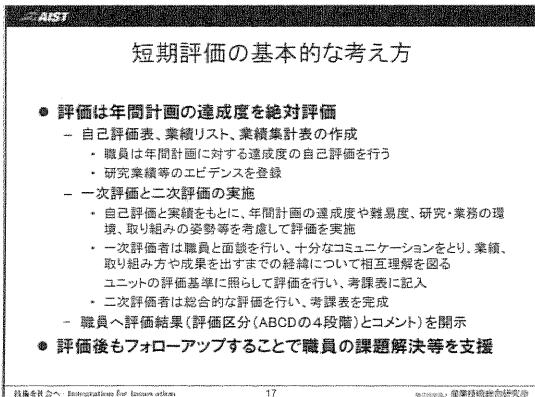 AIST
短期評価の基本的な考え方
● 評価は年間計画の達成度を絶対評価
– 自己評価表、業績リスト、業績集計表の作成
・ 職員は年間計画に対する達成度の自己評価を行う
・ 研究業績等のエビデンスを登録
– 一次評価と二次評価の実施
・ 自己評価と実績をもとに、年間計画の達成度や難易度、研究・業務の環
境、取り組みの姿勢等を考慮して評価を実施
・ 一次評価者は職員と面談を行い、十分なコミュニケーションをとり、業績、
取り組み方や成果を出すまでの経緯について相互理解を図る
ユニットの評価基準に照らして評価を行い、考課表に記入
・ 二次評価者は総合的な評価を行い、考課表を完成
– 職員へ評価結果(評価区分(ABCDの4段階)とコメント)を開示
● 評価後もフォローアップすることで職員の課題解決等を支援
技術を社会へ Integration for Innovation
17
産業技術総合研究所